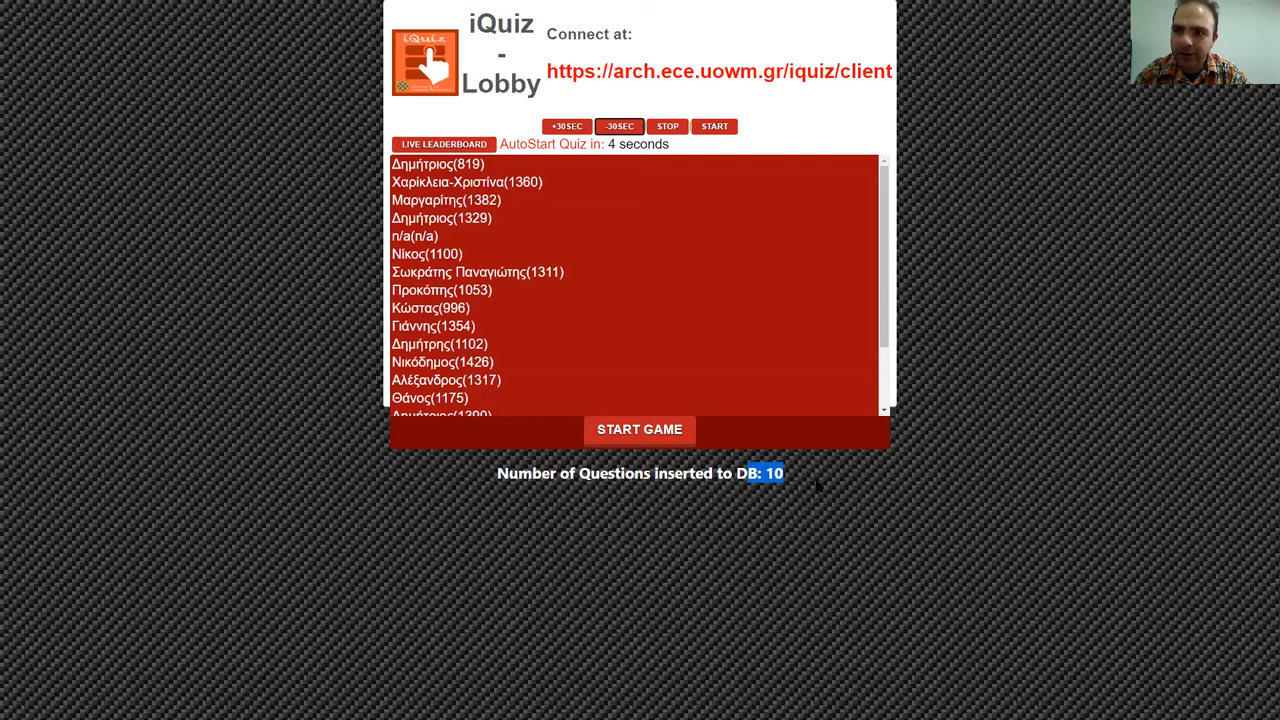 iQuiz
iQuiz
-
Lobby
Connect at:
https://arch.ece.uowm.gr/iquiz/client
+30SEC
-30SEC
STOP
START
LIVE LEADERBOARD
AutoStart Quiz in: 4 seconds
Δημήτριος(819)
Χαρίκλεια-Χριστίνα(1360)
Μαργαρίτης(1382)
Δημήτριος(1329)
n/a(n/a)
Νίκος(1100)
Σωκράτης Παναγιώτης(1311)
Προκόπης(1053)
Κώστας(996)
Γιάννης(1354)
Δημήτρης(1102)
Νικόδημος(1426)
Αλέξανδρος(1317)
Θάνος(1175)
START GAME
Number of Questions inserted to DB: 10